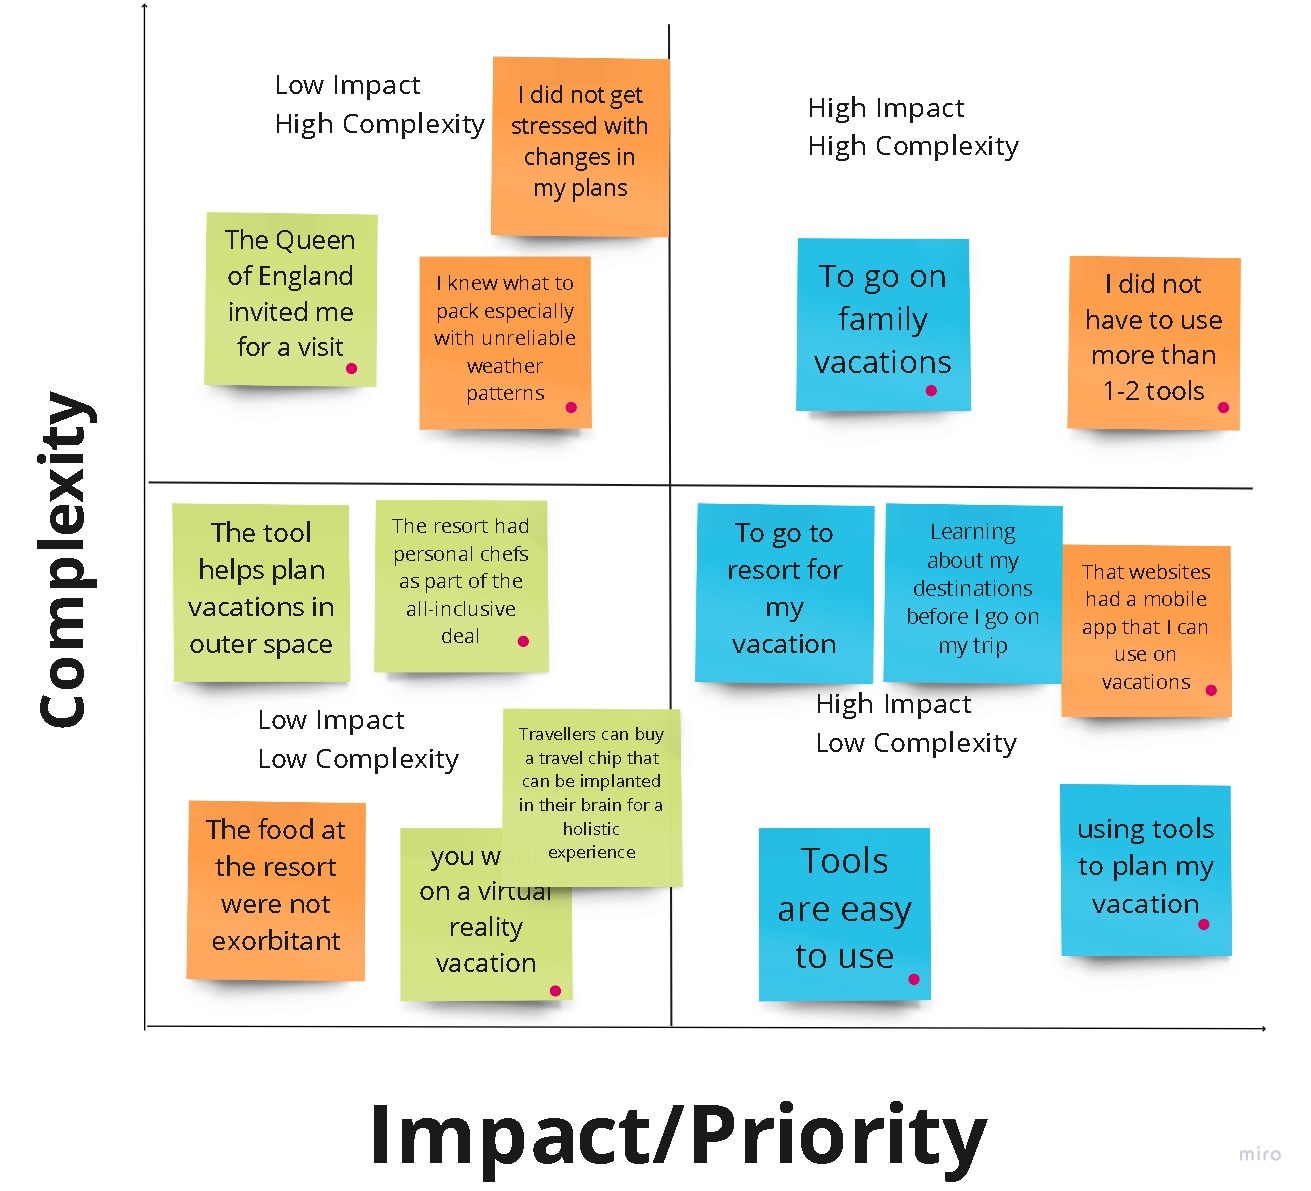 Low Impact
High Complexity
I did not get
stressed with
changes in
my plans
High Impact
High Complexity
The Queen
of England
invited me
for a visit
I knew what to
pack especially
with unreliable
weather
patterns
To go on
family
vacations
I did not
have to use
more than
1-2 tools
Complexity
The tool
helps plan
vacations in
outer space
The resort had
personal chefs
as part of the
all-inclusive
deal
To go to
resort for
my
vacation
Learning
about my
destinations
before I go on
my trip
That websites
had a mobile
app that I can
use on
vacations
Low Impact
Low Complexity
High Impact
Low Complexity
Travellers can buy
a travel chip that
can be implanted
in their brain for a
holistic
experience
The food at
the resort
were not
exorbitant
you went
on a virtual
reality
vacation
Tools
are easy
to use
using tools
to plan my
vacation
Impact/Priority
miro